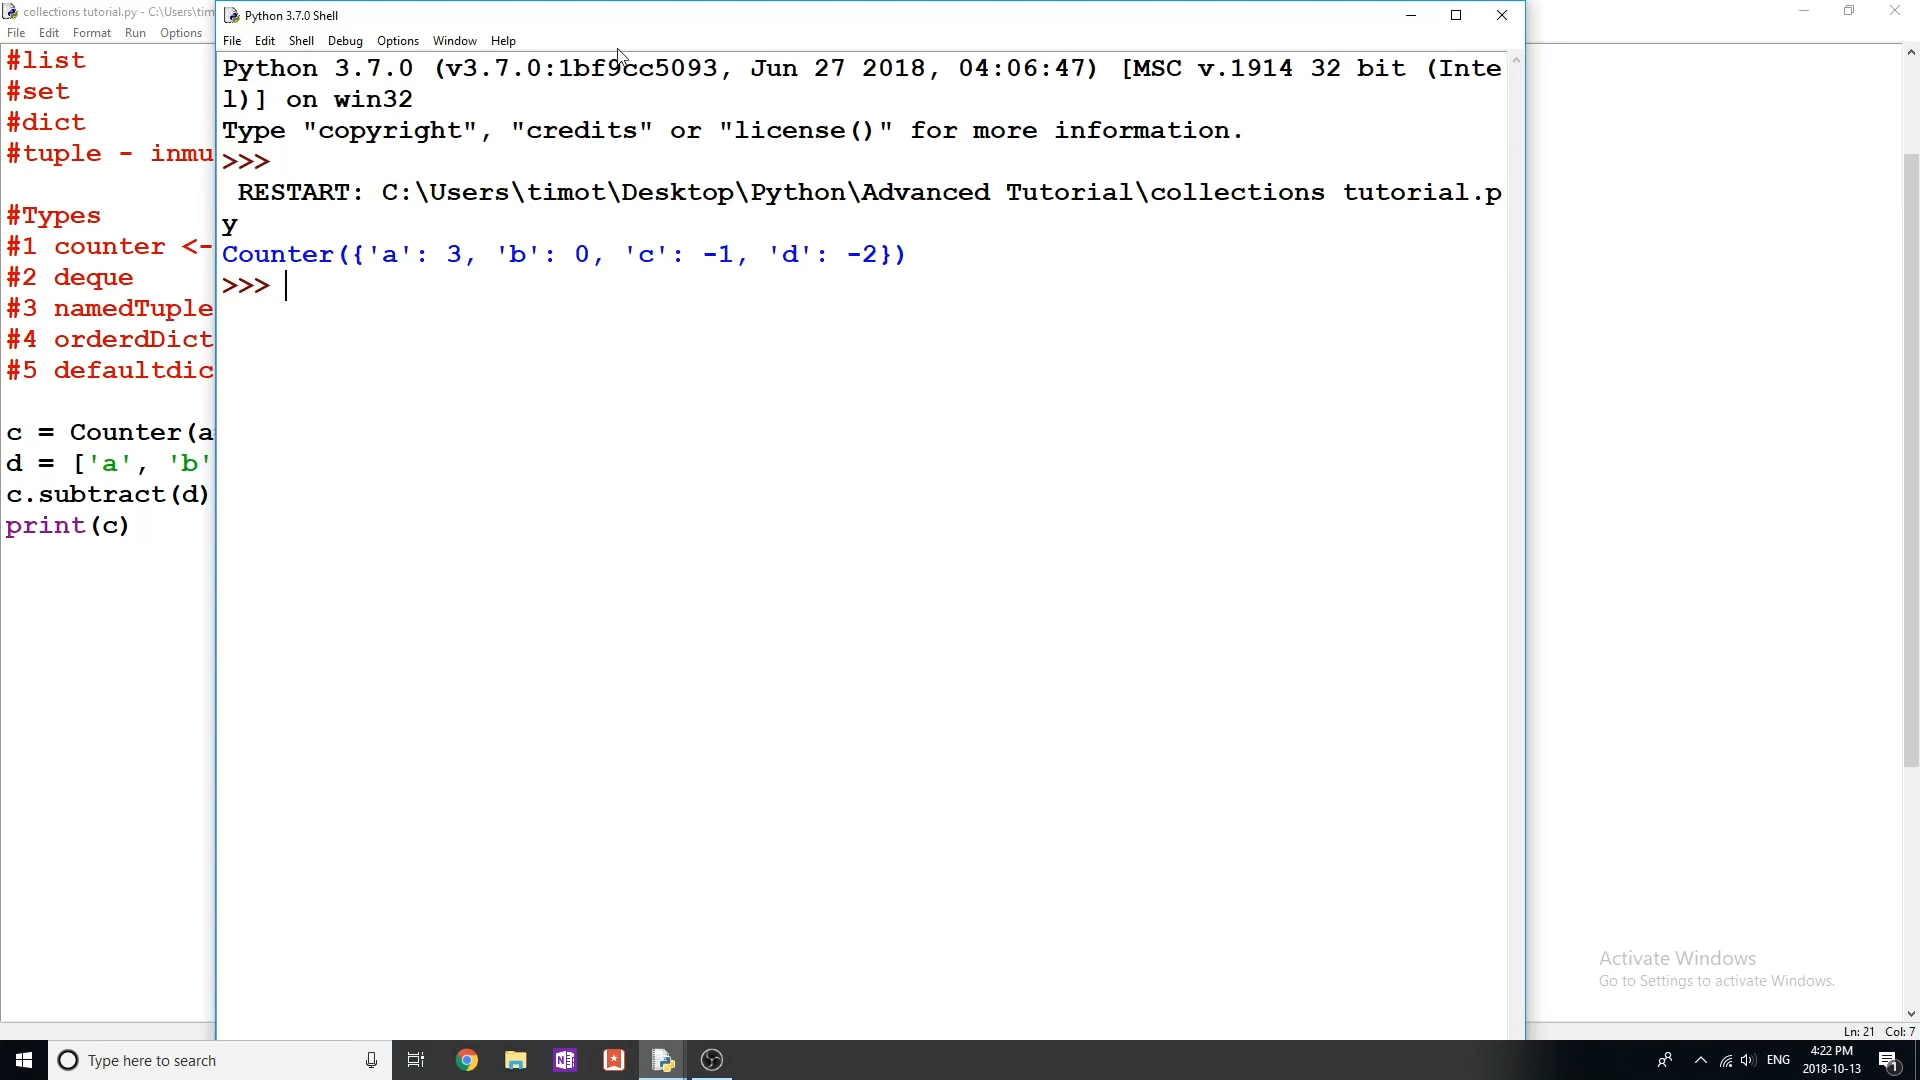 collections tutorial.py - C:\Users\tim
File Edit Format Run Options
#list
#set
#dict
#tuple - inmu
#Types
#1 counter <-
#2 deque
#3 namedTuple
#4 orderdDict
#5 defaultdic
c = Counter(a
d = ['a', 'b'
c.subtract(d)
print(c)
Python 3.7.0 Shell
File Edit Shell Debug Options Window Help
Python 3.7.0 (v3.7.0:1bf9cc5093, Jun 27 2018, 04:06:47) [MSC v.1914 32 bit (Inte
l)] on win32
Type "copyright", "credits" or "license()" for more information.
>>>
RESTART: C:\Users\timot\Desktop\Python\Advanced Tutorial\collections tutorial.p
y
Counter({'a': 3, 'b': 0, 'c': -1, 'd': -2})
>>>
Activate Windows
Go to Settings to activate Windows.
Ln: 21 Col: 7
Type here to search
ENG
4:22 PM
2018-10-13
1